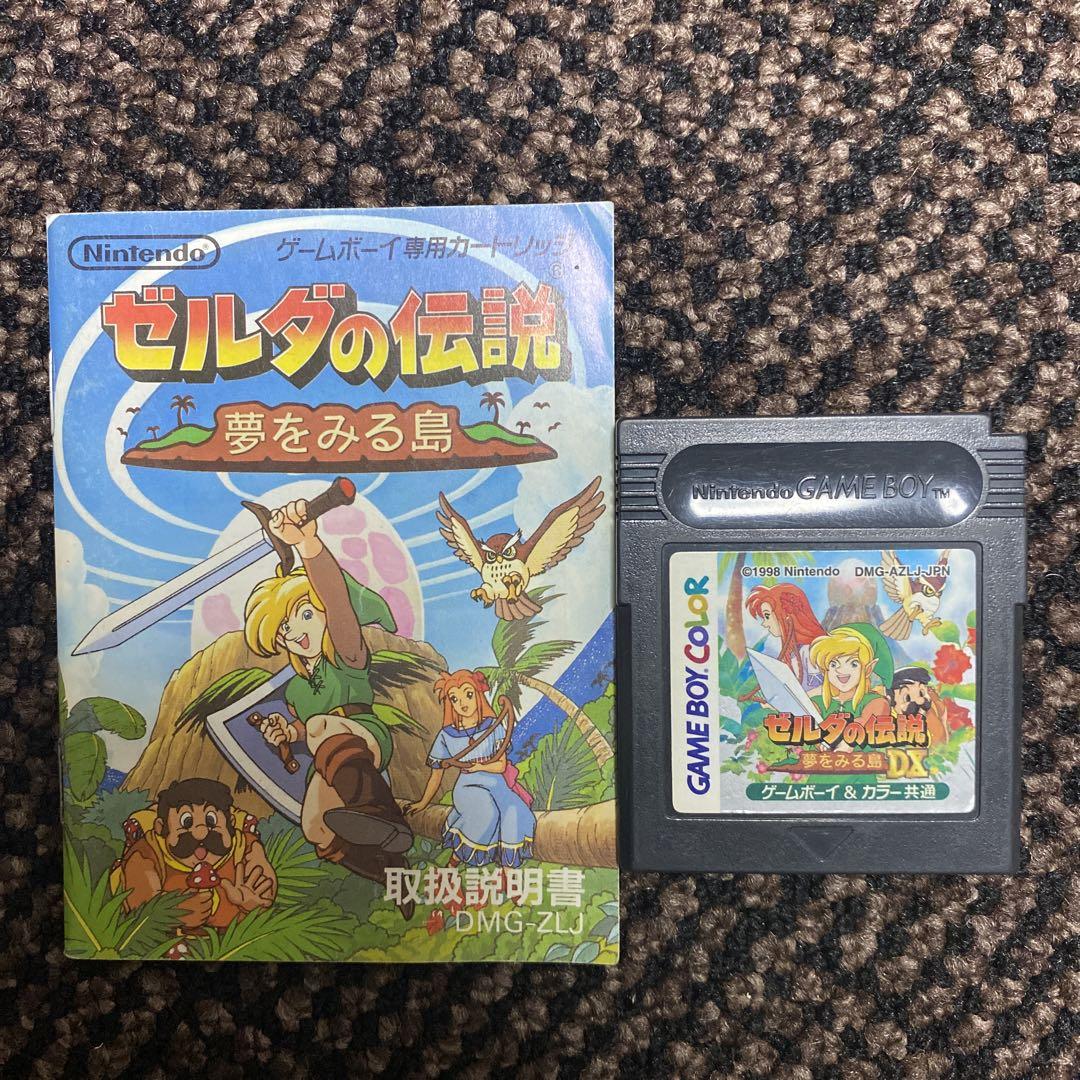 Nintendo®
ゲームボーイ専用カートリッジ
ゼルダの伝説
夢をみる島
取扱説明書
DMG-ZLJ
Nintendo GAME BOY™
©1998 Nintendo DMG-AZLJ-JPN
GAME BOY COLOR
ゼルダの伝説
夢をみる島 DX
ゲームボーイ & カラー共通